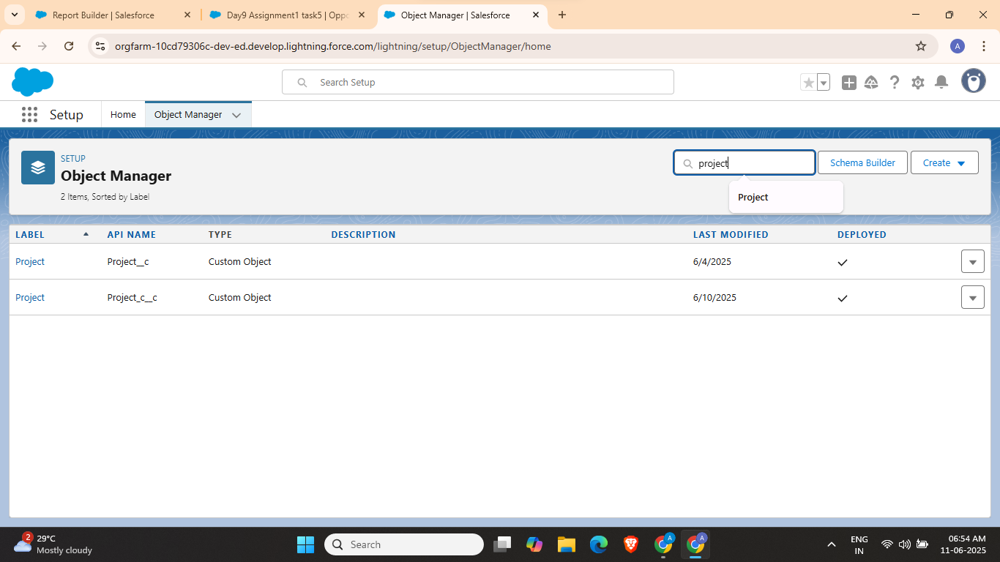 Report Builder | Salesforce
Day9 Assignment1 task5 | Oppo
Object Manager | Salesforce
orgfarm-10cd79306c-dev-ed.develop.lightning.force.com/lightning/setup/ObjectManager/home
A
Search Setup
Setup
Home
Object Manager
SETUP
Object Manager
2 Items, Sorted by Label
project
Schema Builder
Create
Project
LABEL API NAME TYPE DESCRIPTION LAST MODIFIED DEPLOYED
Project Project__c Custom Object 6/4/2025
Project Project_c__c Custom Object 6/10/2025
2
29°C
Mostly cloudy
Search
A
A
ENG
IN
06:54 AM
11-06-2025